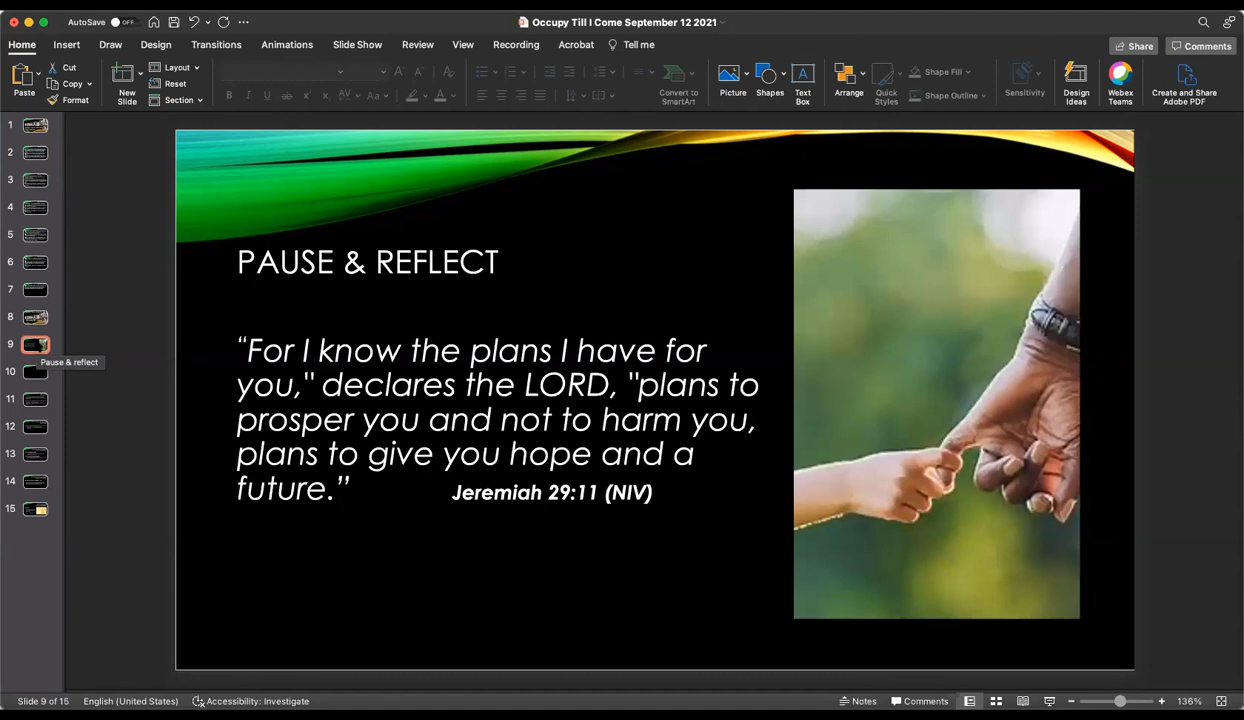 AutoSave OFF
Occupy Till I Come September 12 2021
Home Insert Draw Design Transitions Animations Slide Show Review View Recording Acrobat Tell me
Share Comments
Paste
Cut
Copy
Format
New Slide
Layout
Reset
Section
Convert to SmartArt
Picture
Shapes
Text Box
Arrange
Quick Styles
Shape Fill
Shape Outline
Sensitivity
Design Ideas
Webex Teams
Create and Share Adobe PDF
1
2
3
4
5
6
7
8
9
Pause & reflect
10
11
12
13
14
15
PAUSE & REFLECT
“For I know the plans I have for
you," declares the LORD, "plans to
prosper you and not to harm you,
plans to give you hope and a
future.” Jeremiah 29:11 (NIV)
Slide 9 of 15 English (United States) Accessibility: Investigate Notes Comments 136%